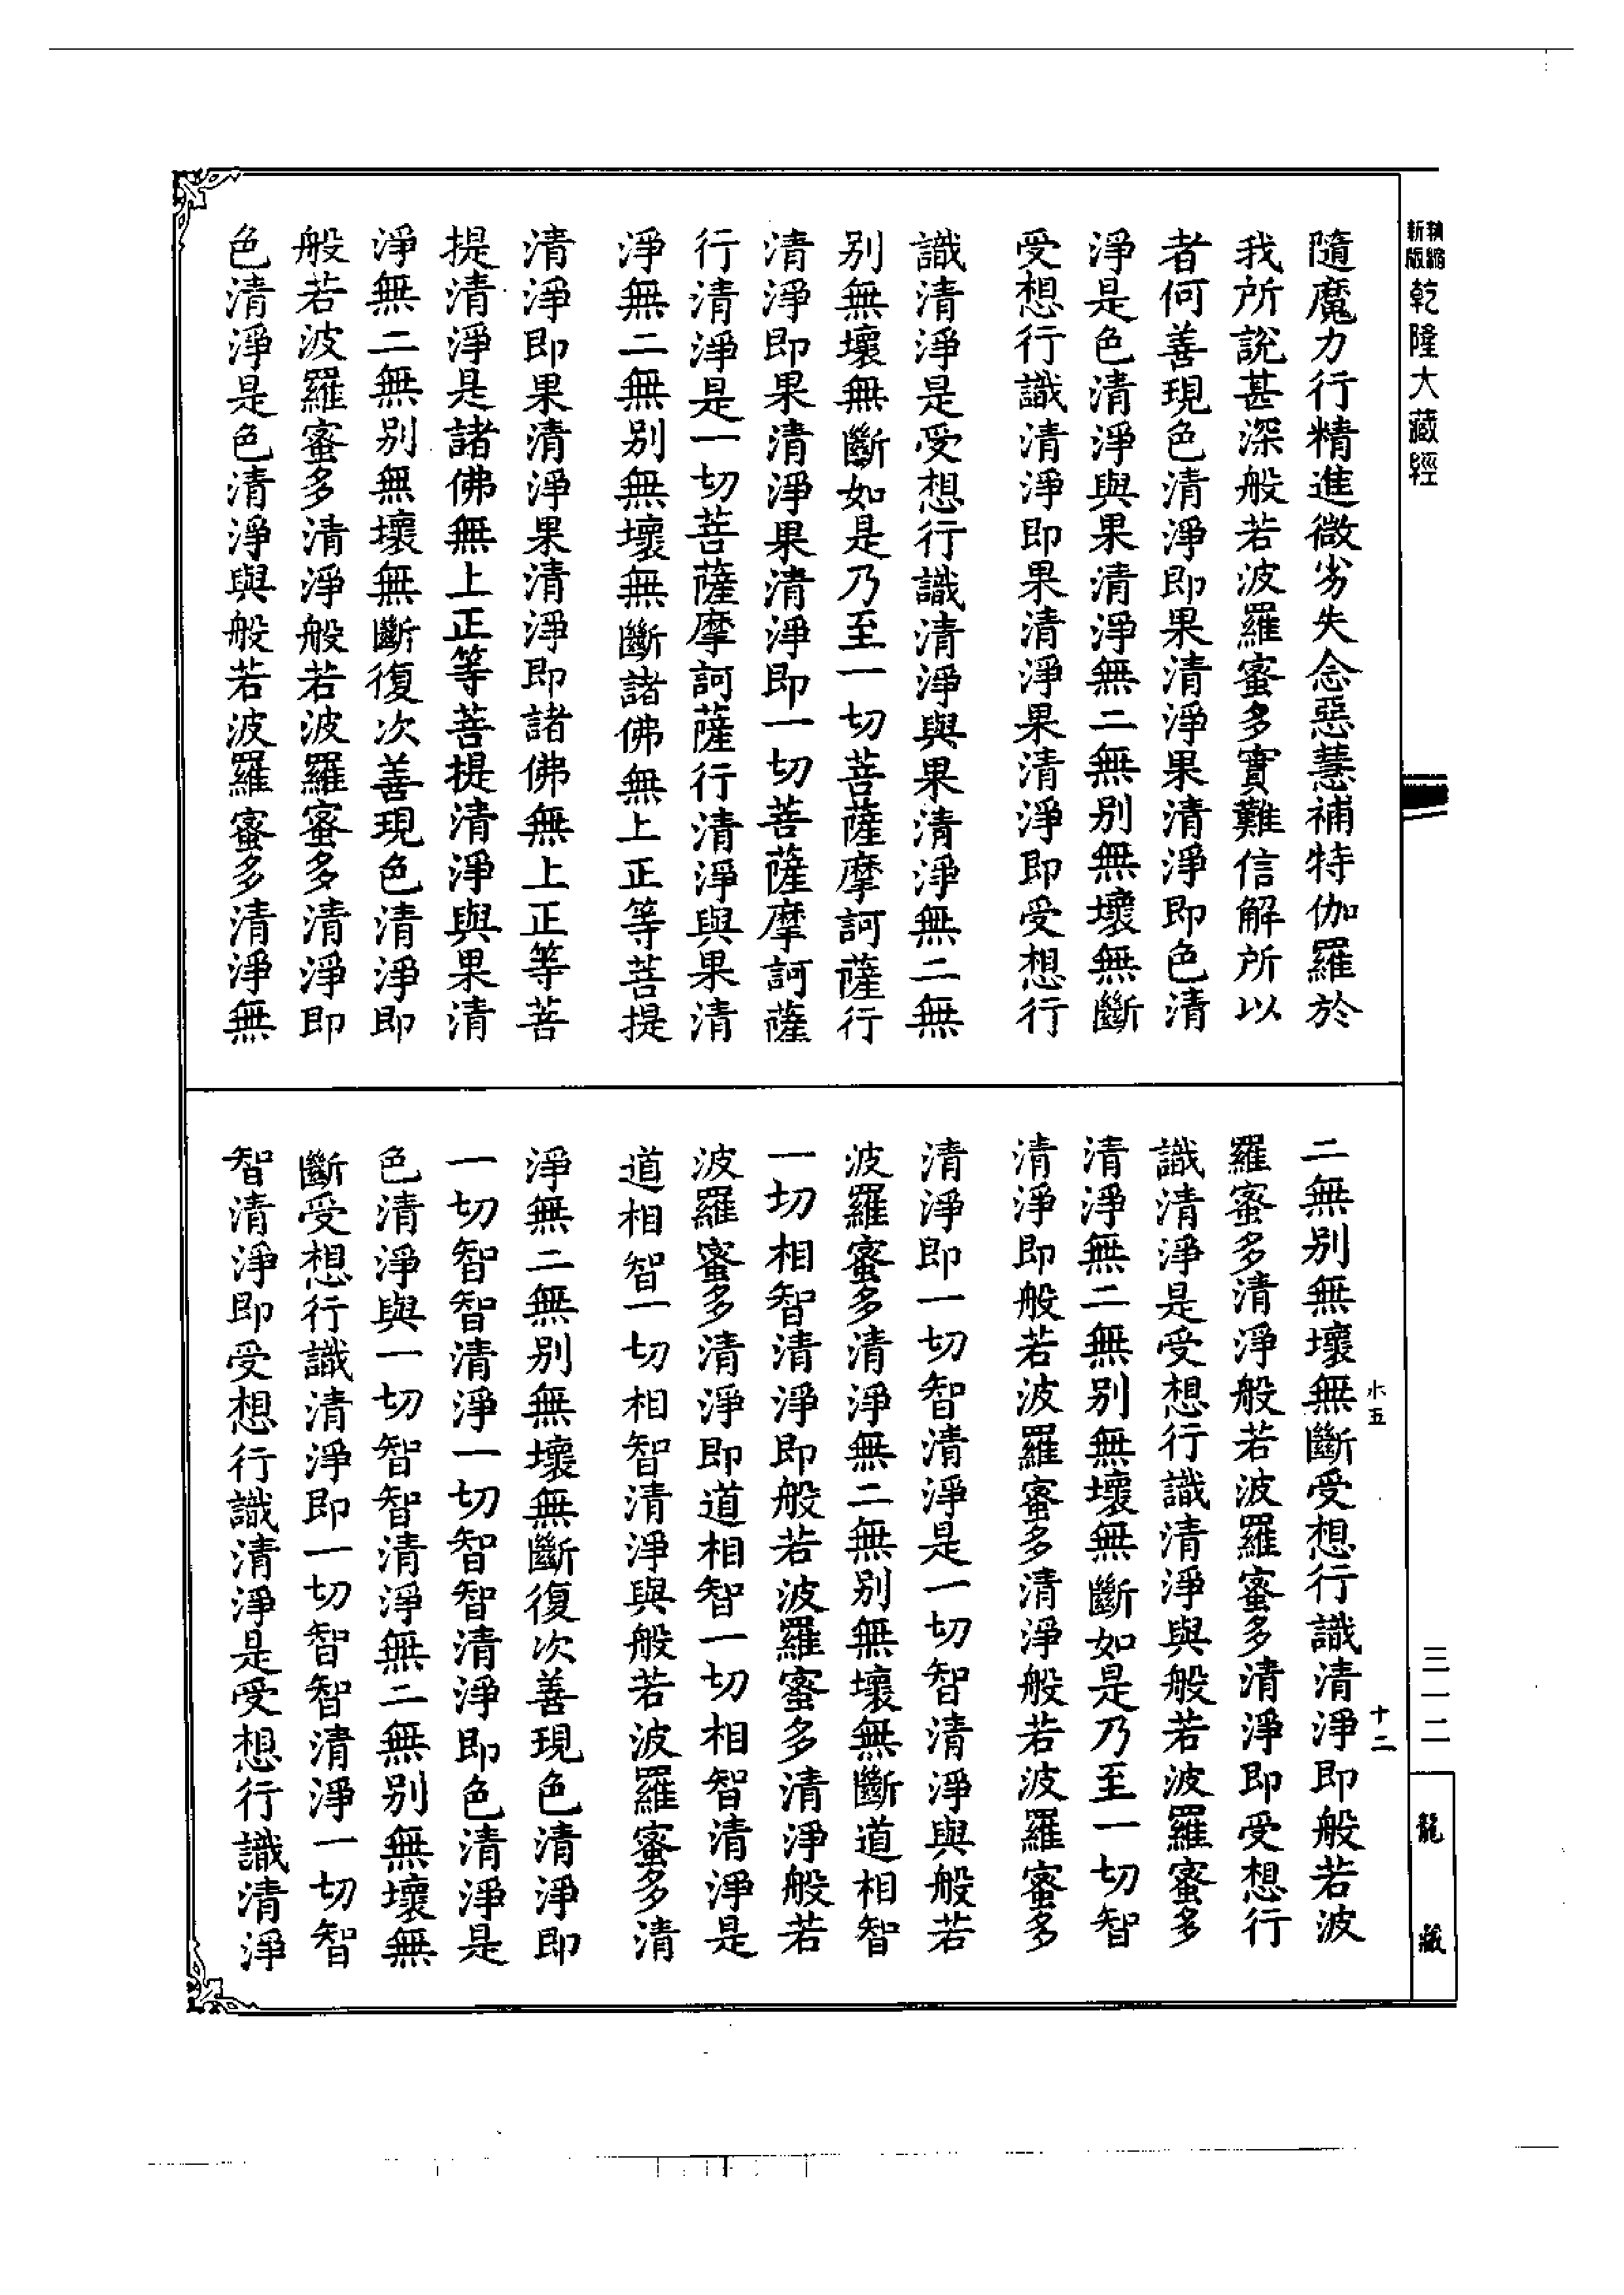 新版
乾隆大藏經
隨魔力行精進微劣失念惡慧補特伽羅於
我所說甚深般若波羅蜜多實難信解所以
者何善現色清淨即果清淨果清淨即色清
淨是色清淨與果清淨無二無別無壞無斷
受想行識清淨即果清淨果清淨即受想行
識清淨是受想行識清淨與果清淨無二無
別無壞無斷如是乃至一切菩薩摩訶薩行
清淨即果清淨果清淨即一切菩薩摩訶薩
行清淨是一切菩薩摩訶薩行清淨與果清
淨無二無別無壞無斷諸佛無上正等菩提
清淨即果清淨果清淨即諸佛無上正等菩
提清淨是諸佛無上正等菩提清淨與果清
淨無二無別無壞無斷復次善現色清淨即
般若波羅蜜多清淨般若波羅蜜多清淨即
色清淨是色清淨與般若波羅蜜多清淨無
五
十二
二無別無壞無斷受想行識清淨即般若波
羅蜜多清淨般若波羅蜜多清淨即受想行
識清淨是受想行識清淨與般若波羅蜜多
清淨無二無別無壞無斷如是乃至一切智
清淨即般若波羅蜜多清淨般若波羅蜜多
清淨即一切智清淨是一切智清淨與般若
波羅蜜多清淨無二無別無壞無斷道相智
一切相智清淨即般若波羅蜜多清淨般若
波羅蜜多清淨即道相智一切相智清淨是
道相智一切相智清淨與般若波羅蜜多清
淨無二無別無壞無斷復次善現色清淨即
一切智智清淨一切智智清淨即色清淨是
色清淨與一切智智清淨無二無別無壞無
斷受想行識清淨即一切智智清淨一切智
智清淨即受想行識清淨是受想行識清淨
三一二
龍藏